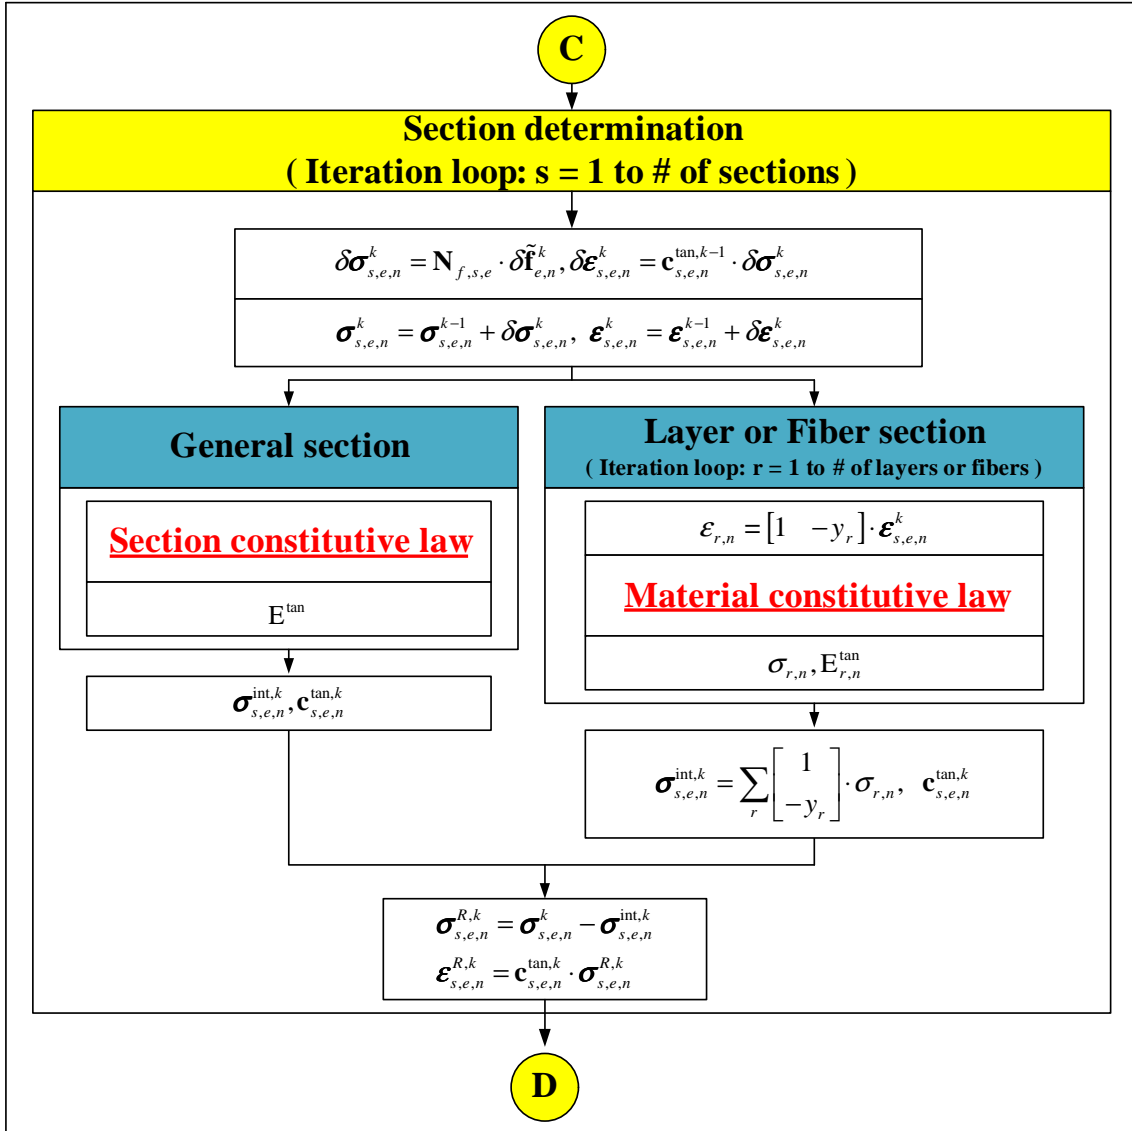 C
Section determination
( Iteration loop: s = 1 to # of sections )
δσ^k_{s,e,n} = N_{f,s,e} · δf̃^k_{e,n}, δε^k_{s,e,n} = c^{tan,k−1}_{s,e,n} · δσ^k_{s,e,n}
σ^k_{s,e,n} = σ^{k−1}_{s,e,n} + δσ^k_{s,e,n}, ε^k_{s,e,n} = ε^{k−1}_{s,e,n} + δε^k_{s,e,n}
General section
Section constitutive law
E^{tan}
σ^{int,k}_{s,e,n}, c^{tan,k}_{s,e,n}
Layer or Fiber section
( Iteration loop: r = 1 to # of layers or fibers )
ε_{r,n} = [1 −y_r] · ε^k_{s,e,n}
Material constitutive law
σ_{r,n}, E^{tan}_{r,n}
σ^{int,k}_{s,e,n} = ∑_r [1 ; −y_r] · σ_{r,n}, c^{tan,k}_{s,e,n}
σ^{R,k}_{s,e,n} = σ^k_{s,e,n} − σ^{int,k}_{s,e,n}
ε^{R,k}_{s,e,n} = c^{tan,k}_{s,e,n} · σ^{R,k}_{s,e,n}
D